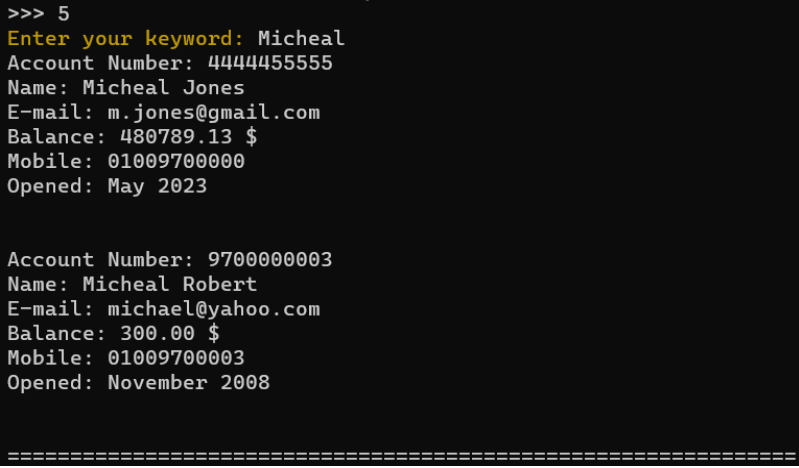 >>> 5
Enter your keyword: Micheal
Account Number: 4444455555
Name: Micheal Jones
E-mail: m.jones@gmail.com
Balance: 480789.13 $
Mobile: 01009700000
Opened: May 2023
Account Number: 9700000003
Name: Micheal Robert
E-mail: michael@yahoo.com
Balance: 300.00 $
Mobile: 01009700003
Opened: November 2008
===============================================================